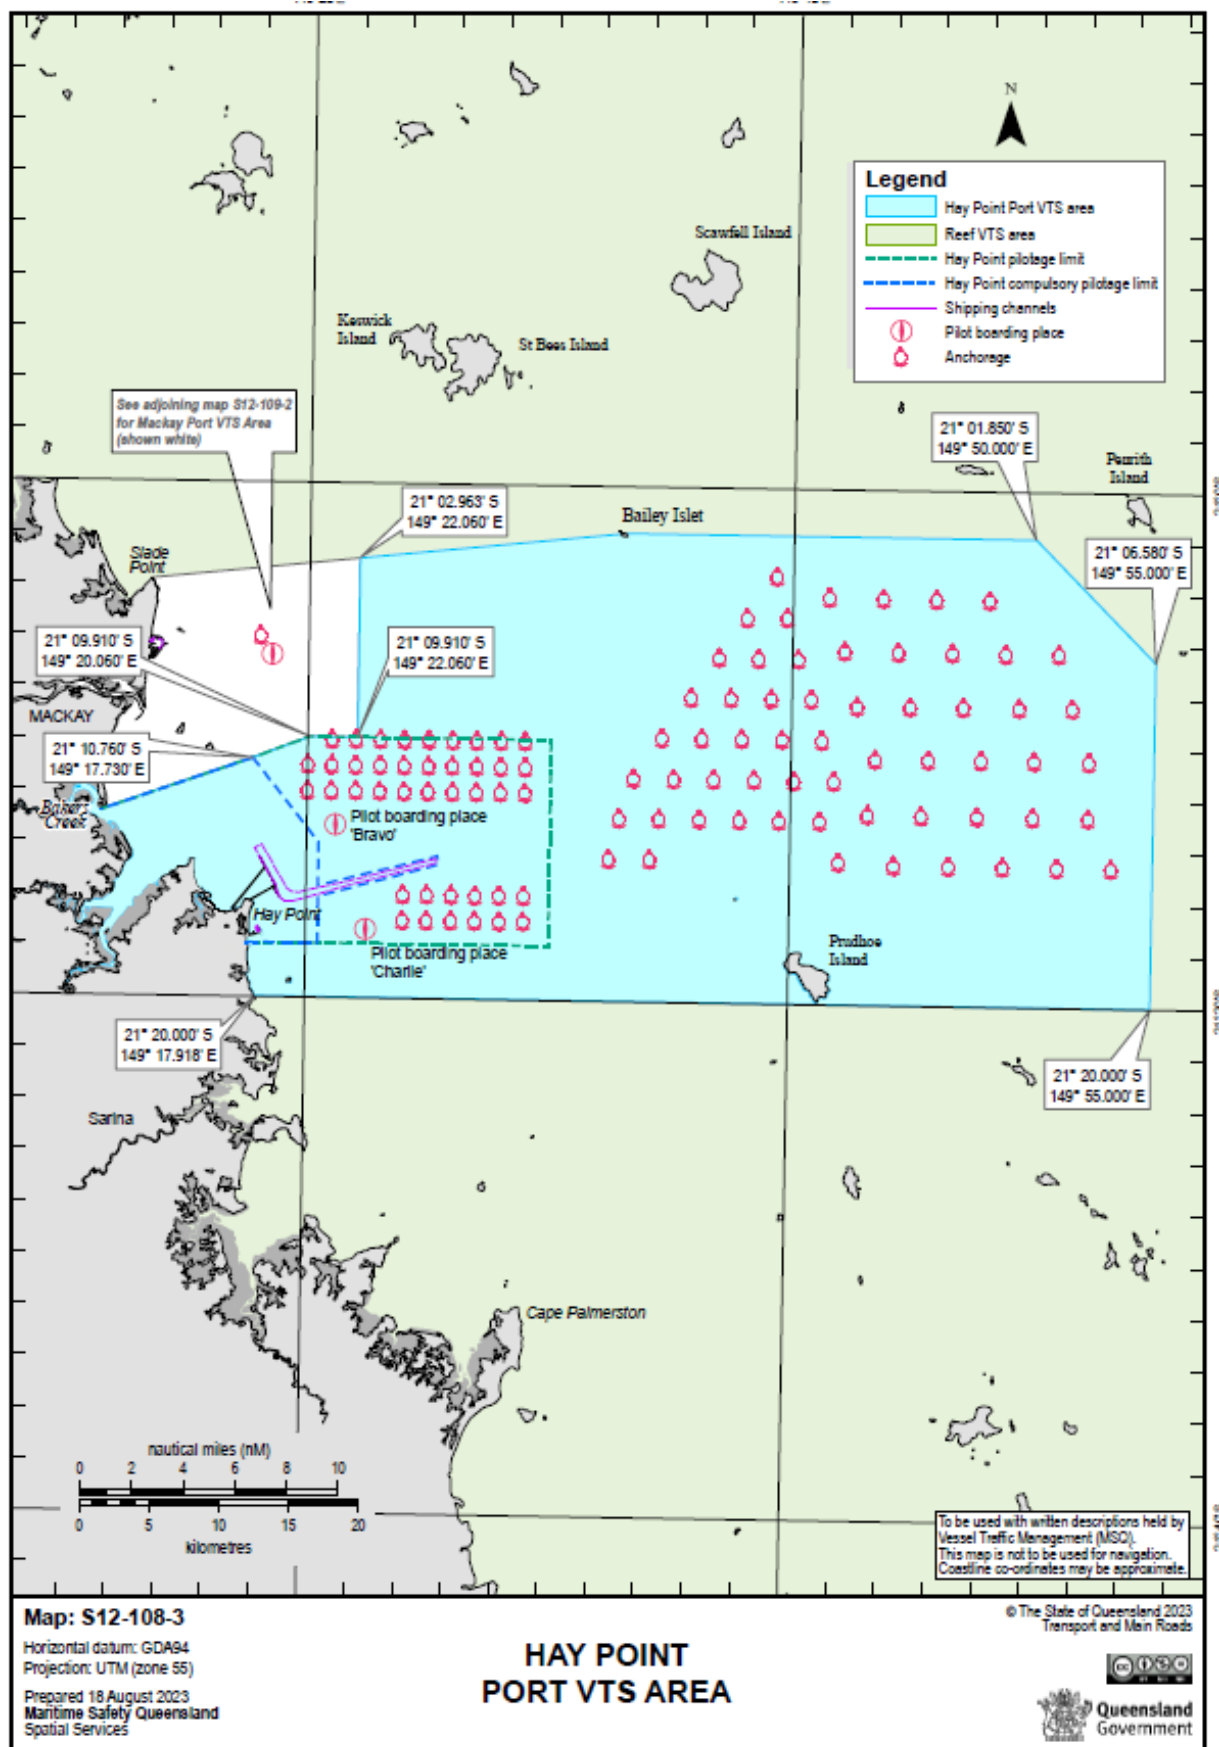 N
Legend
Hay Point Port VTS area
Reef VTS area
Hay Point pilotage limit
Hay Point compulsory pilotage limit
Shipping channels
Pilot boarding place
Anchorage
Scawfell Island
Keswick
Island
St Bees Island
See adjoining map S12-109-2
for Mackay Port VTS Area
(shown white)
21° 01.850' S
149° 50.000' E
Penrith
Island
21° 02.963' S
149° 22.060' E
Bailey Islet
Slade
Point
21° 06.580' S
149° 55.000' E
21° 09.910' S
149° 20.060' E
21° 09.910' S
149° 22.060' E
MACKAY
21° 10.760' S
149° 17.730' E
Bakers
Creek
Pilot boarding place
'Bravo'
Hay Point
Pilot boarding place
'Charlie'
Prudhoe
Island
21° 20.000' S
149° 17.918' E
21° 20.000' S
149° 55.000' E
Sarina
Cape Palmerston
nautical miles (nM)
0 2 4 6 8 10
0 5 10 15 20
kilometres
To be used with written descriptions held by
Vessel Traffic Management (MSQ).
This map is not to be used for navigation.
Coastline co-ordinates may be approximate.
Map: S12-108-3
Horizontal datum: GDA94
Projection: UTM (zone 55)
Prepared 18 August 2023
Maritime Safety Queensland
Spatial Services
HAY POINT
PORT VTS AREA
© The State of Queensland 2023
Transport and Main Roads
Queensland
Government